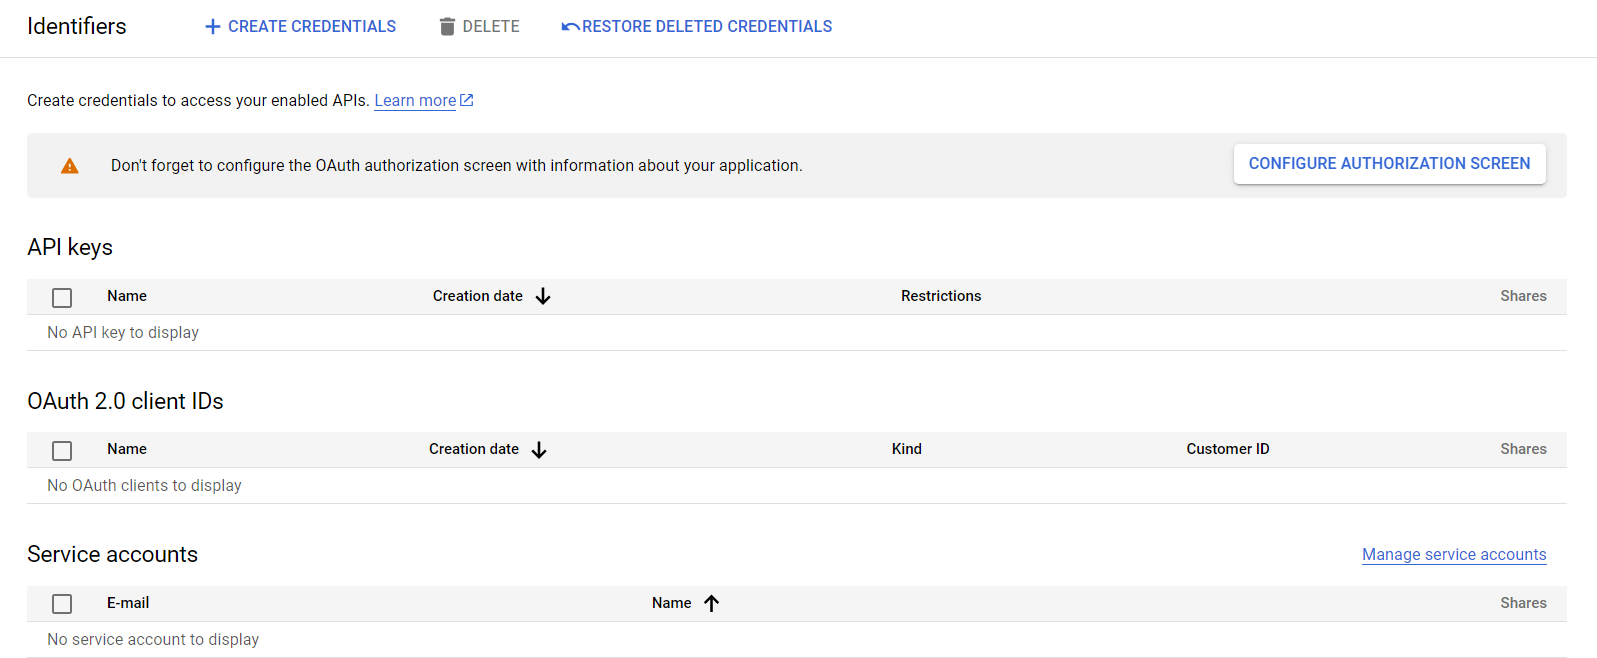 Identifiers
CREATE CREDENTIALS
DELETE
RESTORE DELETED CREDENTIALS
Create credentials to access your enabled APIs. Learn more
Don't forget to configure the OAuth authorization screen with information about your application.
CONFIGURE AUTHORIZATION SCREEN
API keys
Name Creation date Restrictions Shares
No API key to display
OAuth 2.0 client IDs
Name Creation date Kind Customer ID Shares
No OAuth clients to display
Service accounts
Manage service accounts
E-mail Name Shares
No service account to display